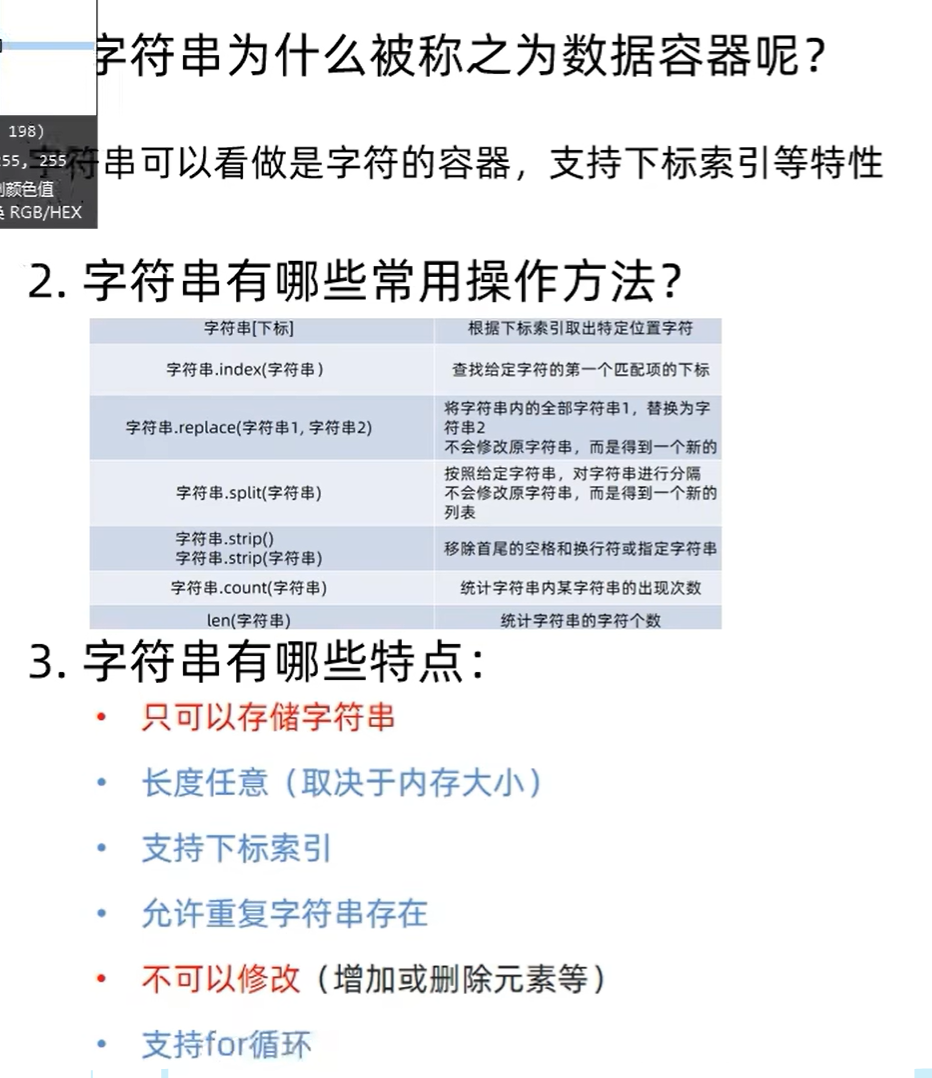 字符串为什么被称之为数据容器呢？
198)
55, 255
字符串可以看做是字符的容器，支持下标索引等特性
颜色值
RGB/HEX
2. 字符串有哪些常用操作方法？
字符串[下标]
根据下标索引取出特定位置字符
字符串.index(字符串)
查找给定字符的第一个匹配项的下标
字符串.replace(字符串1, 字符串2)
将字符串内的全部字符串1，替换为字
符串2
不会修改原字符串，而是得到一个新的
字符串.split(字符串)
按照给定字符串，对字符串进行分隔
不会修改原字符串，而是得到一个新的
列表
字符串.strip()
字符串.strip(字符串)
移除首尾的空格和换行符或指定字符串
字符串.count(字符串)
统计字符串内某字符串的出现次数
len(字符串)
统计字符串的字符个数
3. 字符串有哪些特点：
• 只可以存储字符串
• 长度任意（取决于内存大小）
• 支持下标索引
• 允许重复字符串存在
• 不可以修改（增加或删除元素等）
• 支持for循环